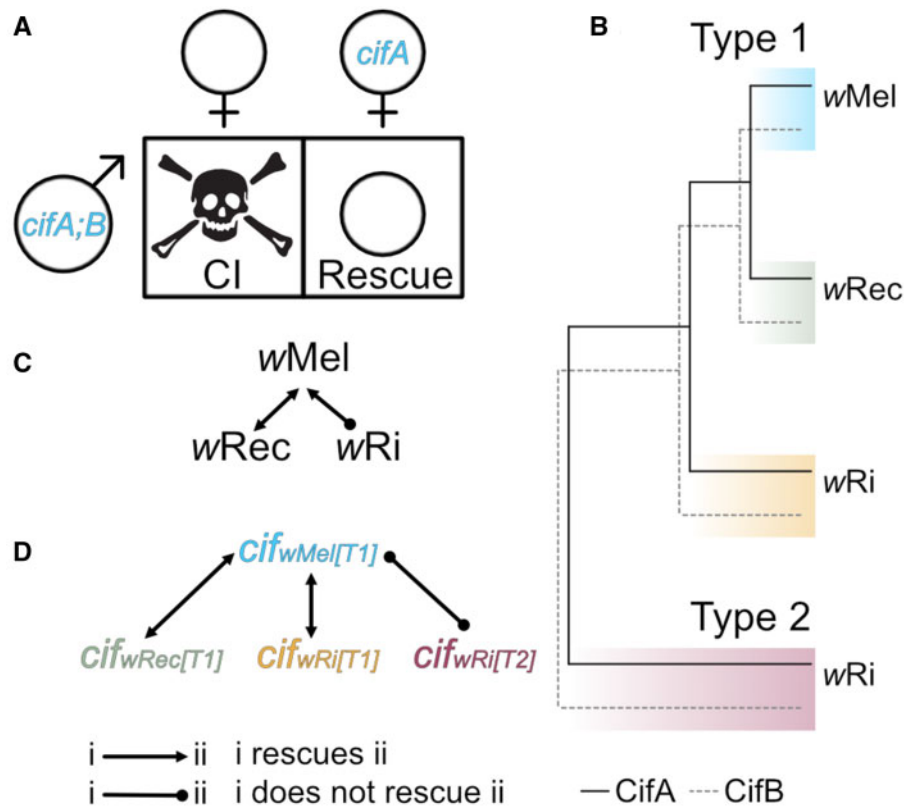 A
cifA
cifA;B
CI
Rescue
B
Type 1
wMel
wRec
wRi
Type 2
wRi
CifA
CifB
C
wMel
wRec
wRi
D
cifwMel[T1]
cifwRec[T1]
cifwRi[T1]
cifwRi[T2]
i ii i rescues ii
i ii i does not rescue ii